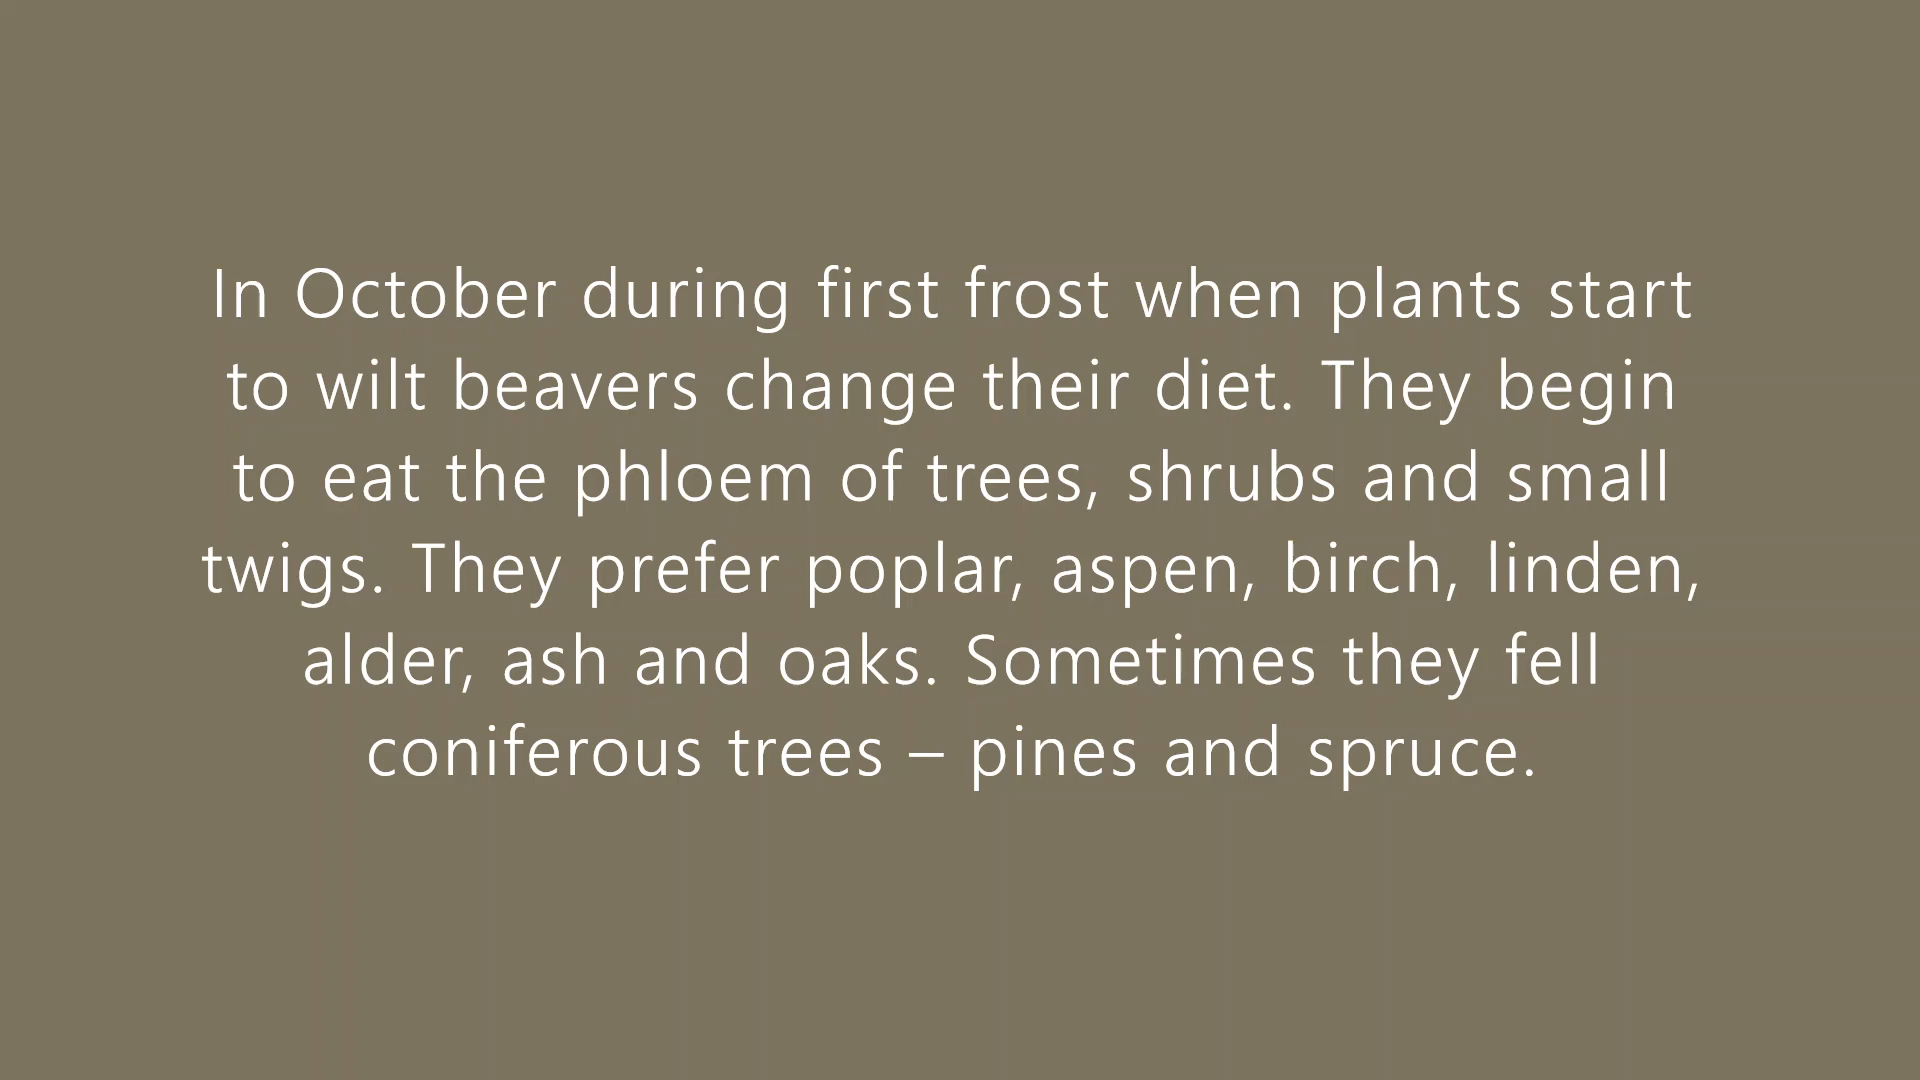 In October during first frost when plants start
to wilt beavers change their diet. They begin
to eat the phloem of trees, shrubs and small
twigs. They prefer poplar, aspen, birch, linden,
alder, ash and oaks. Sometimes they fell
coniferous trees – pines and spruce.